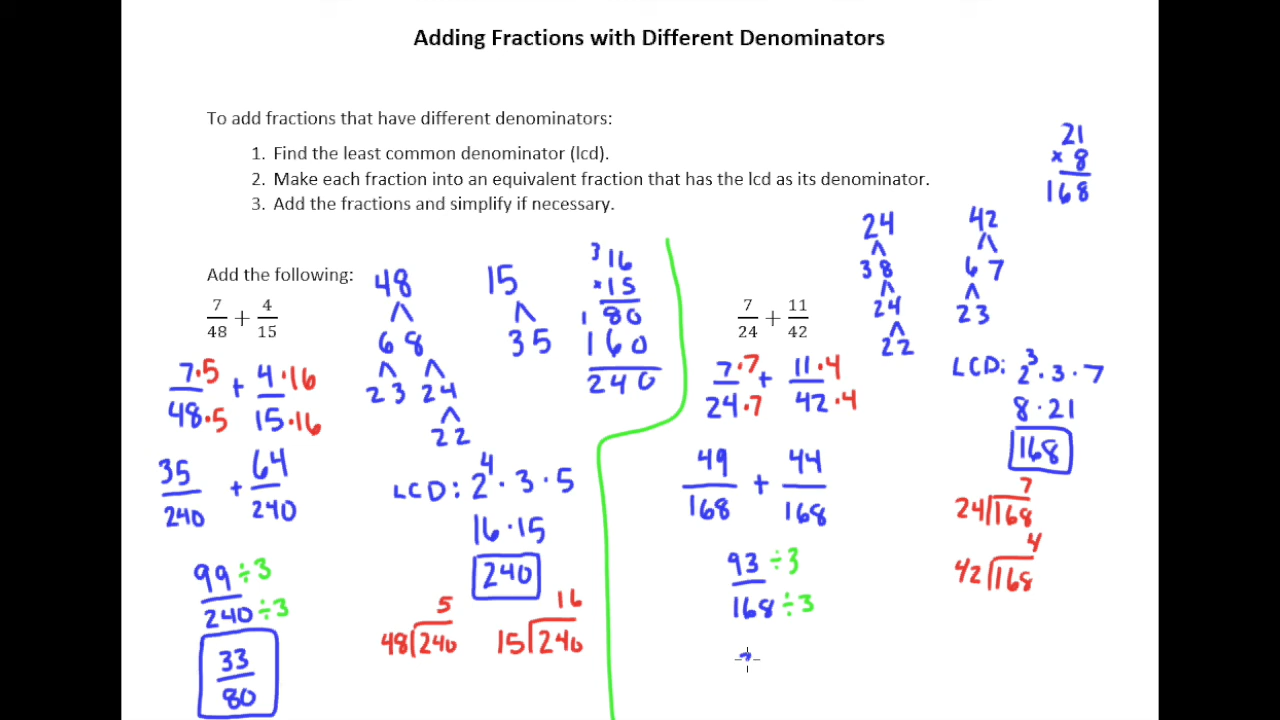 Adding Fractions with Different Denominators
To add fractions that have different denominators:
1. Find the least common denominator (lcd).
2. Make each fraction into an equivalent fraction that has the lcd as its denominator.
3. Add the fractions and simplify if necessary.
Add the following:
7/48 + 4/15
7·5/48·5 + 4·16/15·16
35/240 + 64/240
99÷3/240÷3
33/80
48
6 8
2 3 2 4
2 2
15
3 5
3
16
×15
1 80
160
240
LCD: 2⁴·3·5
16·15
240
5
48)240
16
15)240
7/24 + 11/42
7·7/24·7 + 11·4/42·4
49/168 + 44/168
93÷3/168÷3
24
3 8
2 4
2 2
42
6 7
2 3
21
×8
168
LCD: 2³·3·7
8·21
168
7
24)168
4
42)168